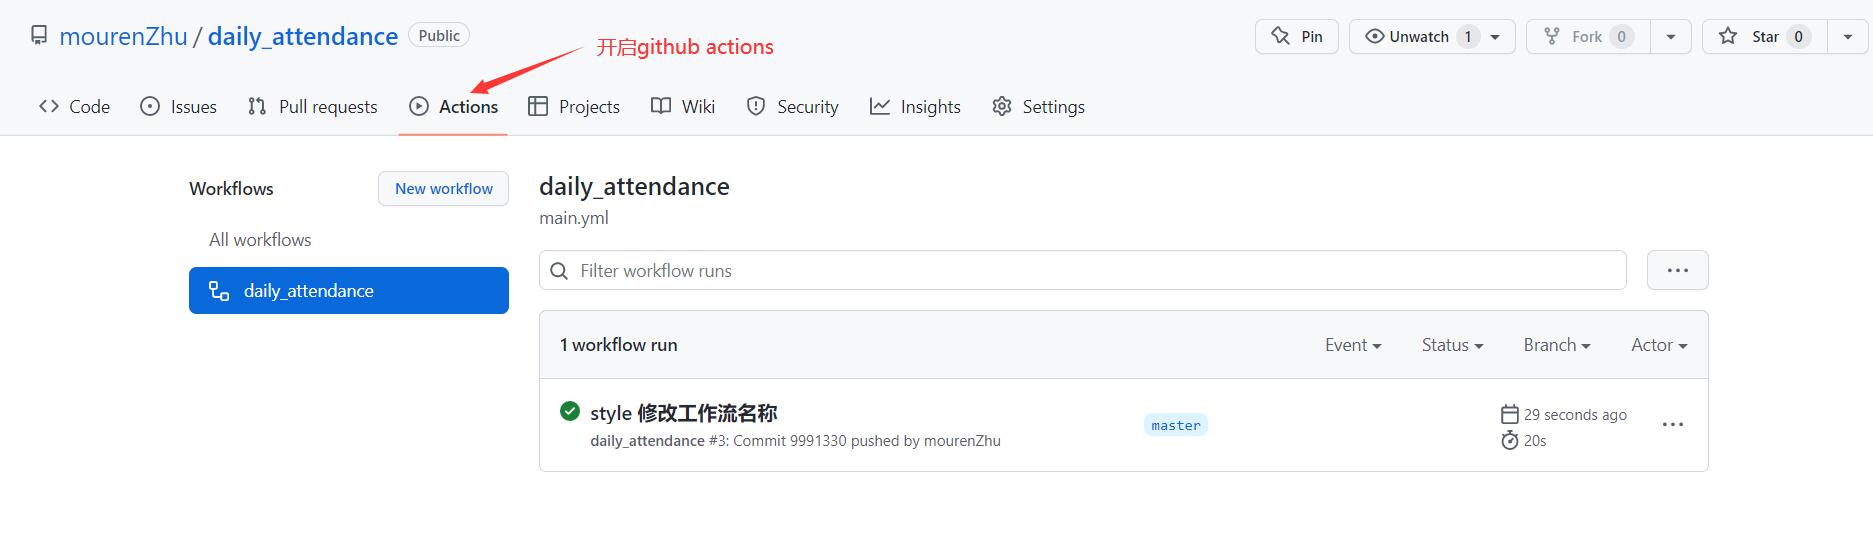 mourenZhu / daily_attendance Public
开启github actions
Pin Unwatch 1 Fork 0 Star 0
Code Issues Pull requests Actions Projects Wiki Security Insights Settings
Workflows
New workflow
All workflows
daily_attendance
daily_attendance
main.yml
Filter workflow runs
1 workflow run Event Status Branch Actor
style 修改工作流名称
daily_attendance #3: Commit 9991330 pushed by mourenZhu
master
29 seconds ago
20s